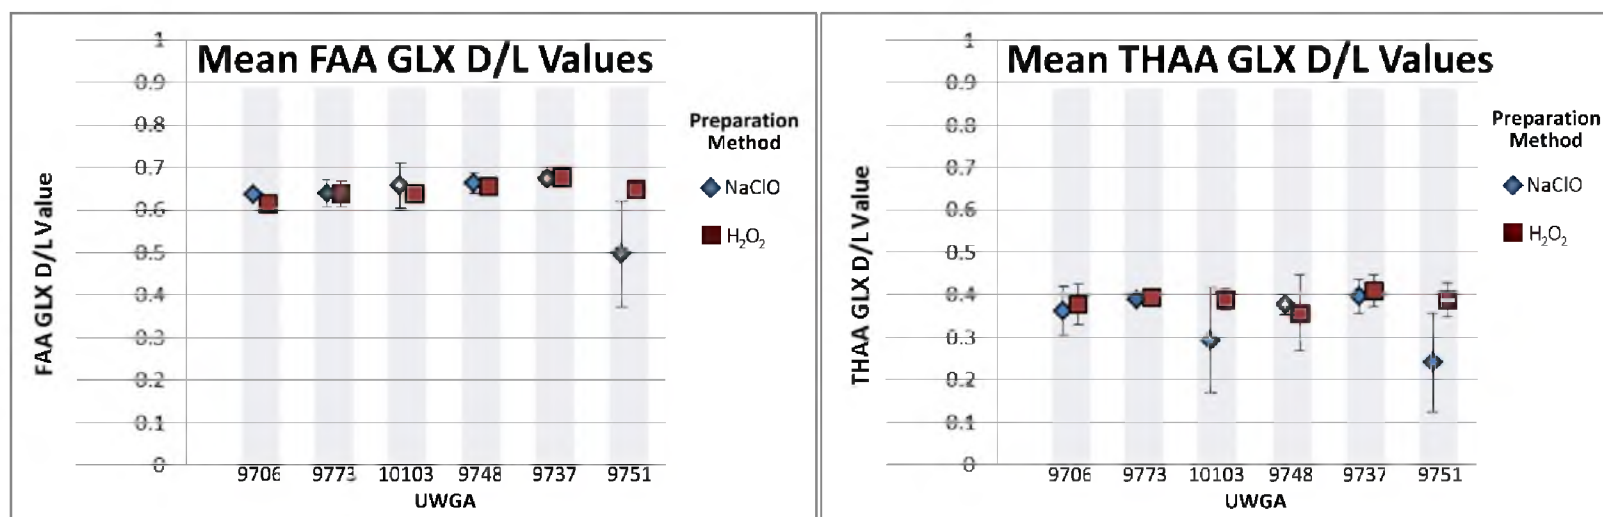 Mean FAA GLX D/L Values
1
0.9
0.8
0.7
0.6
0.5
0.4
0.3
0.2
0.1
0
FAA GLX D/L Value
9706 9773 10103 9748 9737 9751
UWGA
Preparation
Method
NaClO
H₂O₂
Mean THAA GLX D/L Values
1
0.9
0.8
0.7
0.6
0.5
0.4
0.3
0.2
0.1
0
THAA GLX D/L Value
9706 9773 10103 9748 9737 9751
UWGA
Preparation
Method
NaClO
H₂O₂